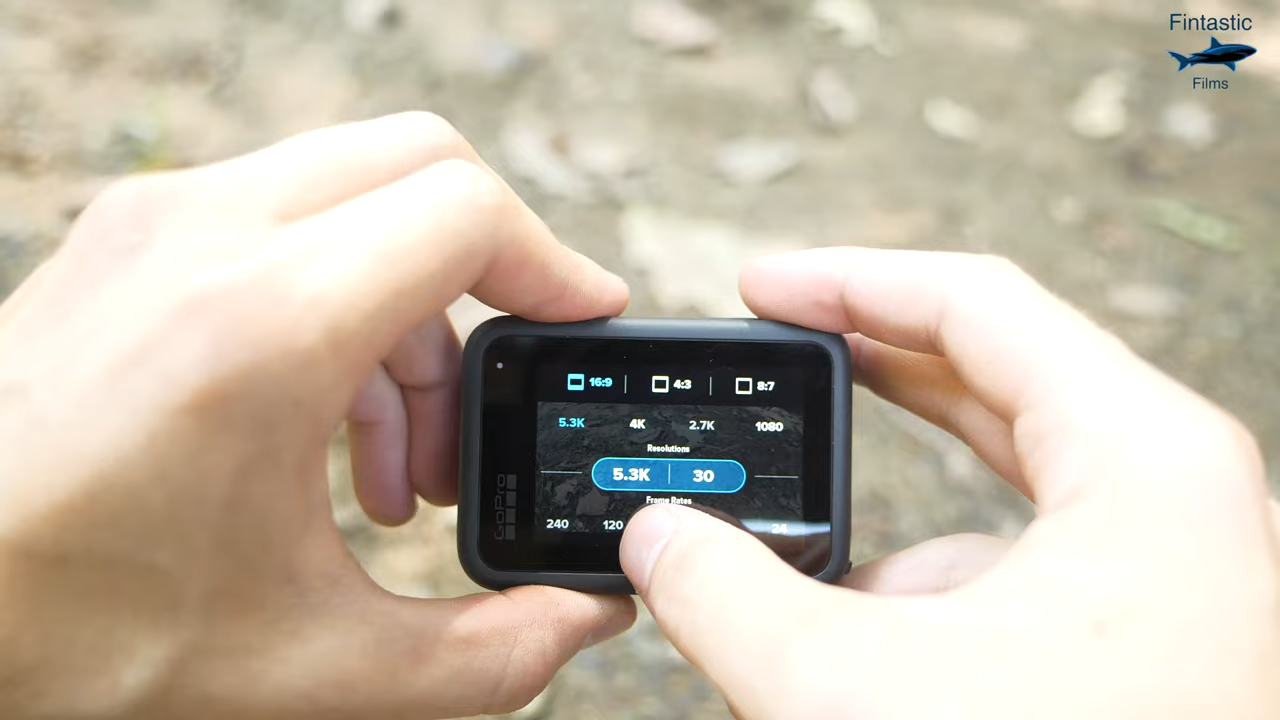 Fintastic
Films
16:9 4:3 8:7
5.3K 4K 2.7K 1080
Resolutions
5.3K 30
Frame Rates
240 120 24
GoPro